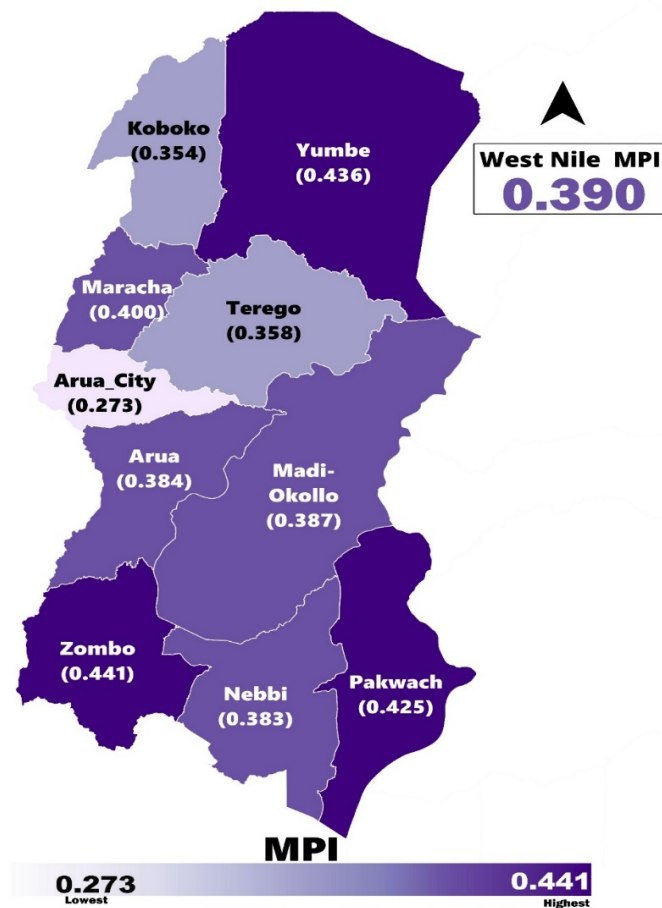 Koboko
(0.354)
Yumbe
(0.436)
West Nile MPI
0.390
Maracha
(0.400)
Terego
(0.358)
Arua_City
(0.273)
Arua
(0.384)
Madi-
Okollo
(0.387)
Zombo
(0.441)
Nebbi
(0.383)
Pakwach
(0.425)
MPI
0.273
Lowest
0.441
Highest